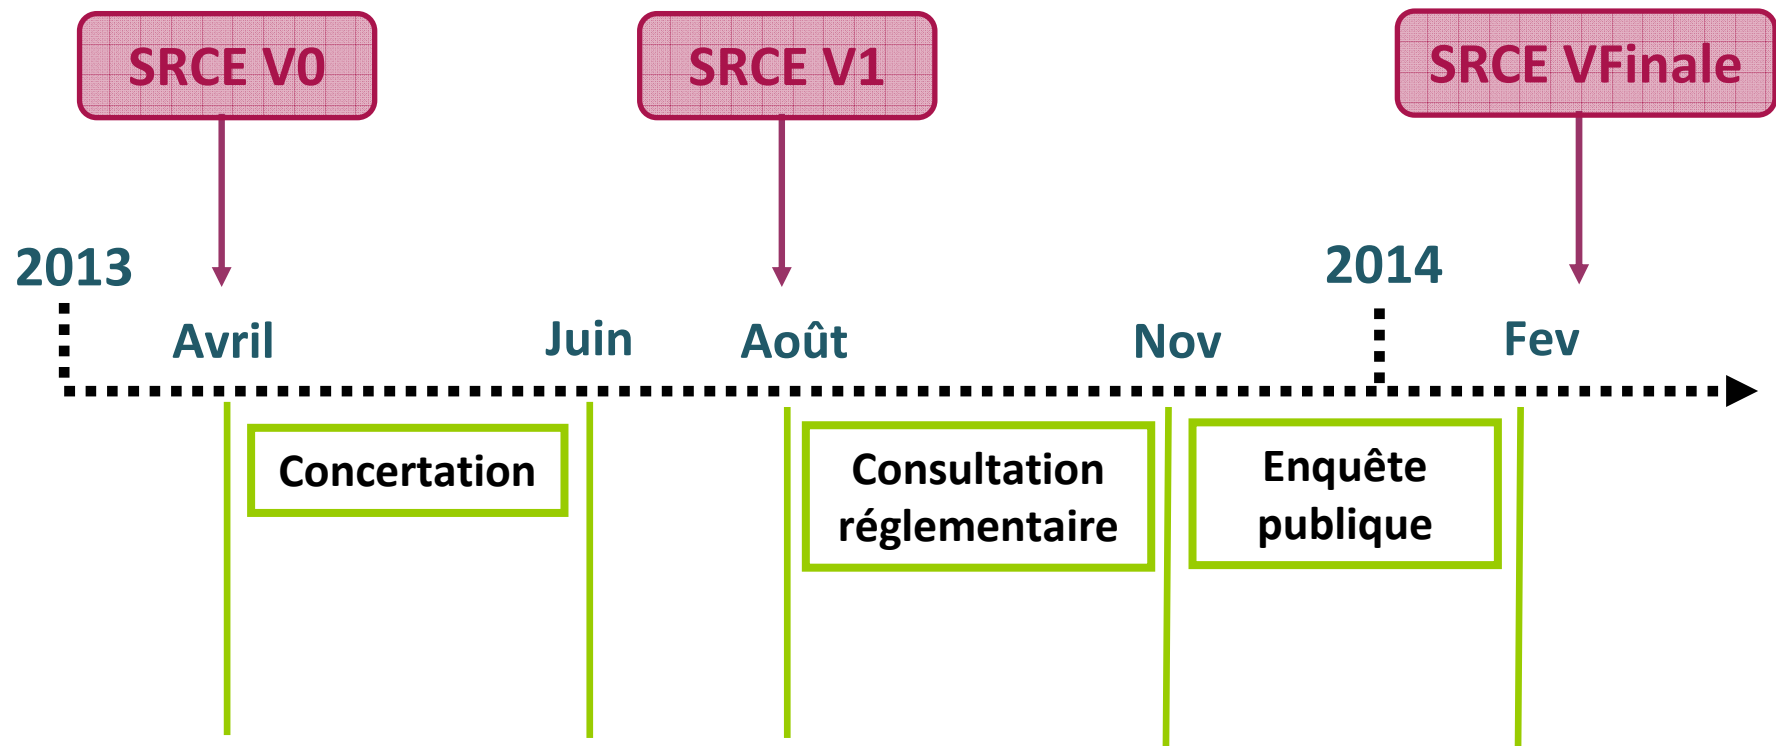 SRCE V0
SRCE V1
SRCE VFinale
2013
2014
Avril
Juin
Août
Nov
Fev
Concertation
Consultation
réglementaire
Enquête
publique